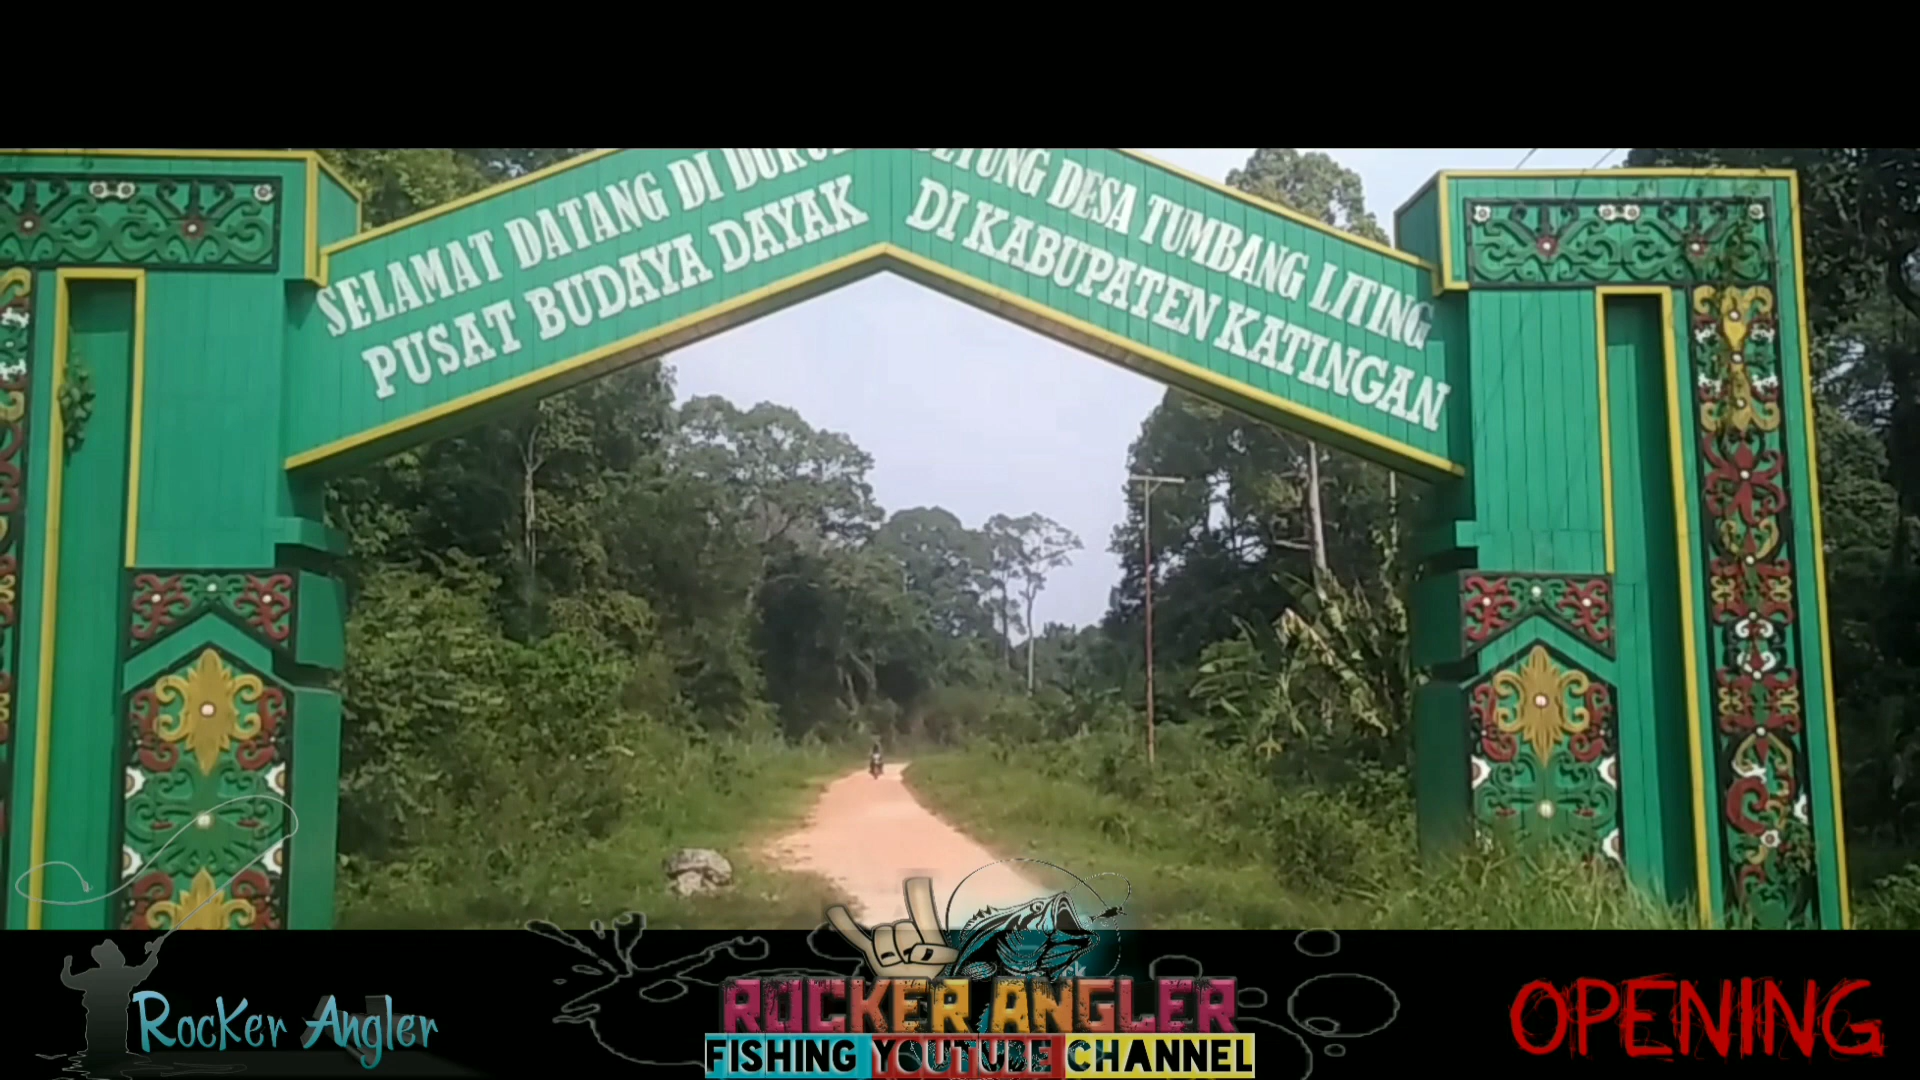 SELAMAT DATANG DI
DESA TUMBANG LITING
PUSAT BUDAYA DAYAK
DI KABUPATEN KATINGAN
Rocker Angler
ROCKER ANGLER
FISHING YOUTUBE CHANNEL
OPENING